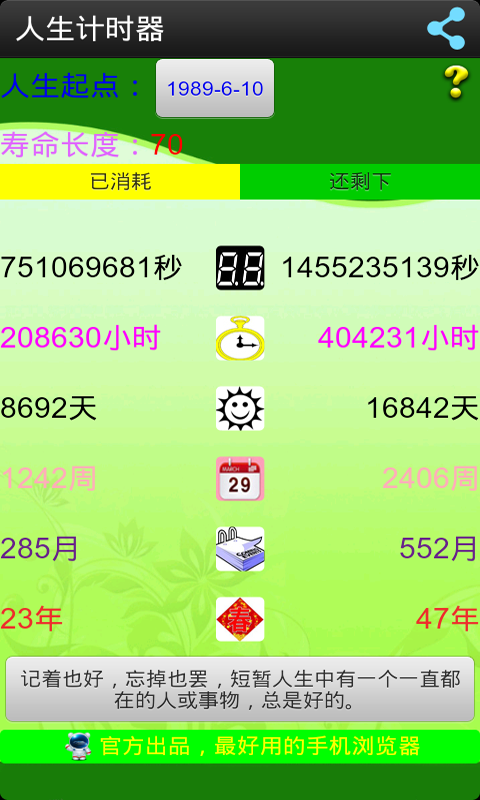 人生计时器
人生起点： 1989-6-10
寿命长度：70
已消耗 还剩下
751069681秒 1455235139秒
208630小时 404231小时
8692天 16842天
1242周 MARCH 29 2406周
285月 552月
23年 春 47年
记着也好，忘掉也罢，短暂人生中有一个一直都
在的人或事物，总是好的。
官方出品，最好用的手机浏览器